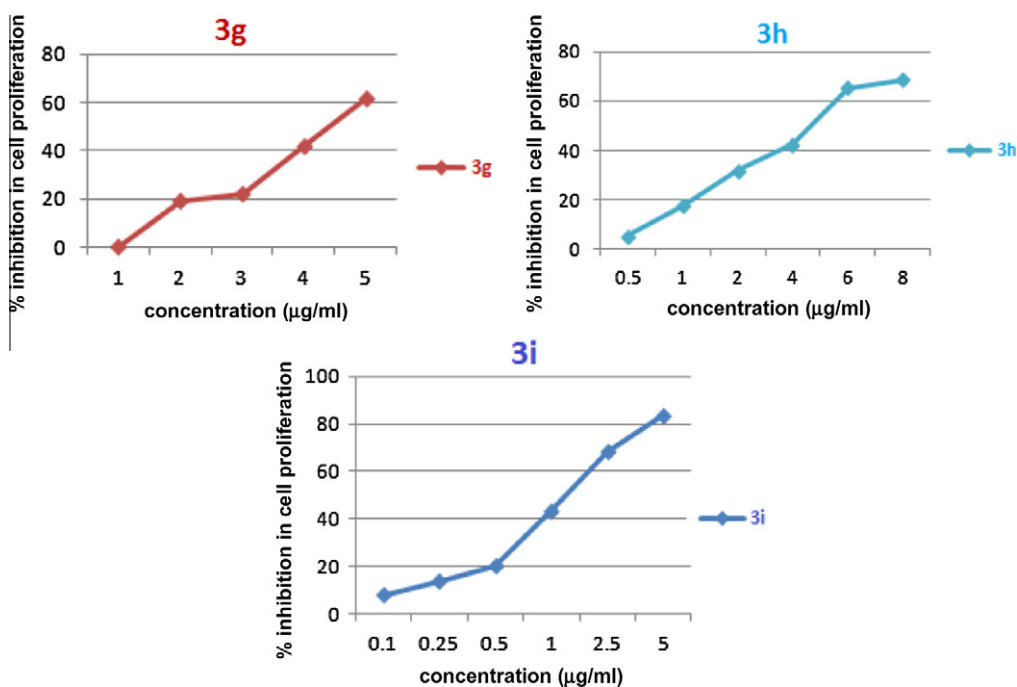 3g
% inhibition in cell proliferation
80
60
40
20
0
1 2 3 4 5
concentration (µg/ml)
3g
3h
% inhibition in cell proliferation
80
60
40
20
0
0.5 1 2 4 6 8
concentration (µg/ml)
3h
3i
% inhibition in cell proliferation
100
80
60
40
20
0
0.1 0.25 0.5 1 2.5 5
concentration (µg/ml)
3i